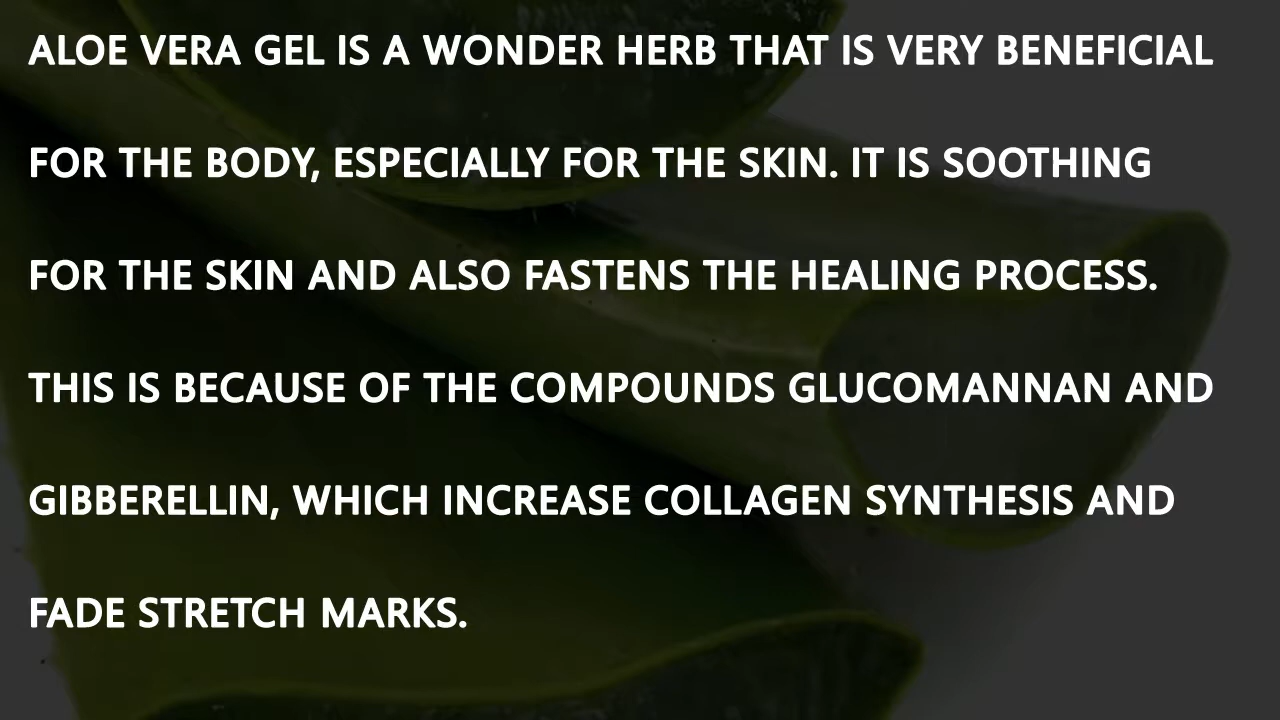 ALOE VERA GEL IS A WONDER HERB THAT IS VERY BENEFICIAL
FOR THE BODY, ESPECIALLY FOR THE SKIN. IT IS SOOTHING
FOR THE SKIN AND ALSO FASTENS THE HEALING PROCESS.
THIS IS BECAUSE OF THE COMPOUNDS GLUCOMANNAN AND
GIBBERELLIN, WHICH INCREASE COLLAGEN SYNTHESIS AND
FADE STRETCH MARKS.